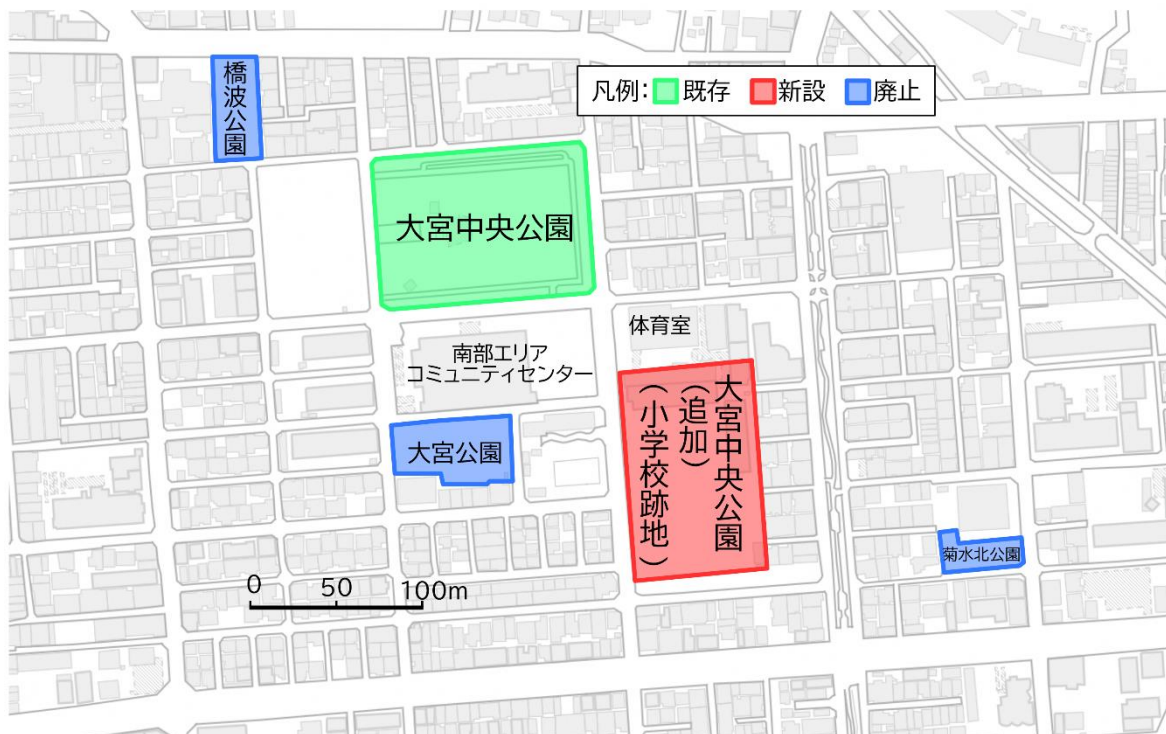 橋波公園
凡例: 既存 新設 廃止
大宮中央公園
体育室
南部エリア
コミュニティセンター
大宮中央公園
(追加)
(小学校跡地)
大宮公園
菊水北公園
0 50 100m